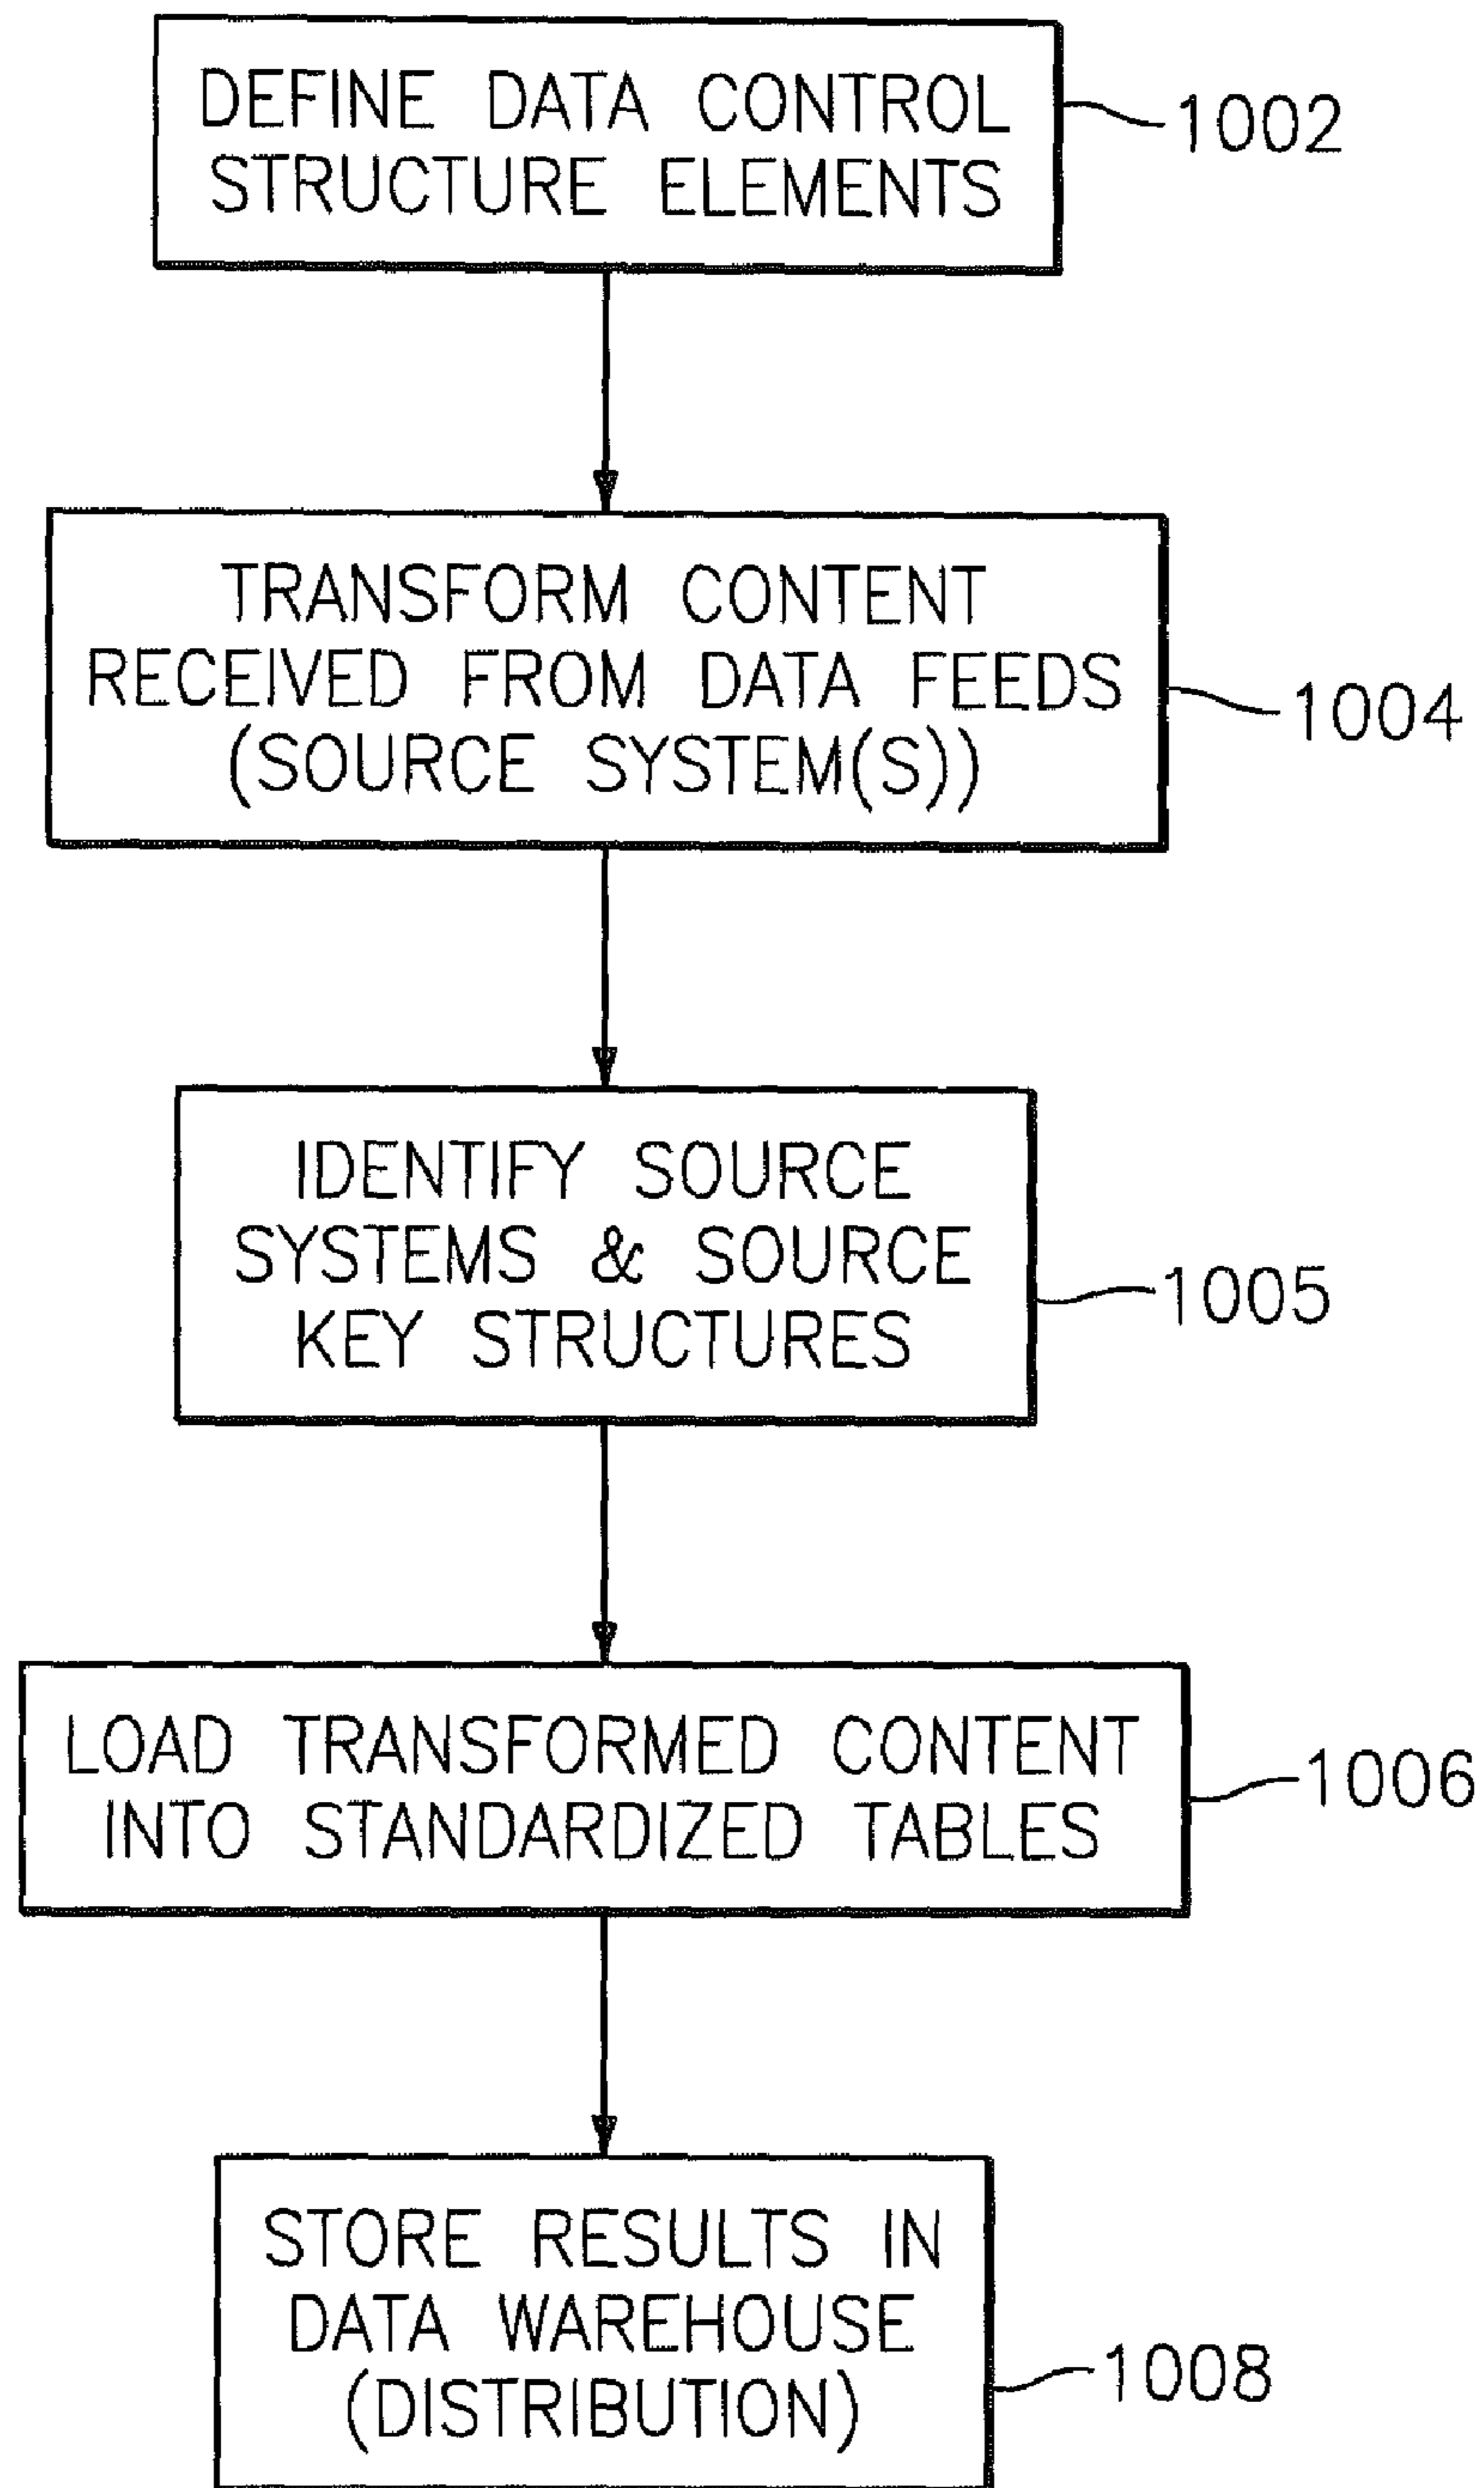 DEFINE DATA CONTROL
STRUCTURE ELEMENTS
1002
TRANSFORM CONTENT
RECEIVED FROM DATA FEEDS
(SOURCE SYSTEM(S))
1004
IDENTIFY SOURCE
SYSTEMS & SOURCE
KEY STRUCTURES
1005
LOAD TRANSFORMED CONTENT
INTO STANDARDIZED TABLES
1006
STORE RESULTS IN
DATA WAREHOUSE
(DISTRIBUTION)
1008